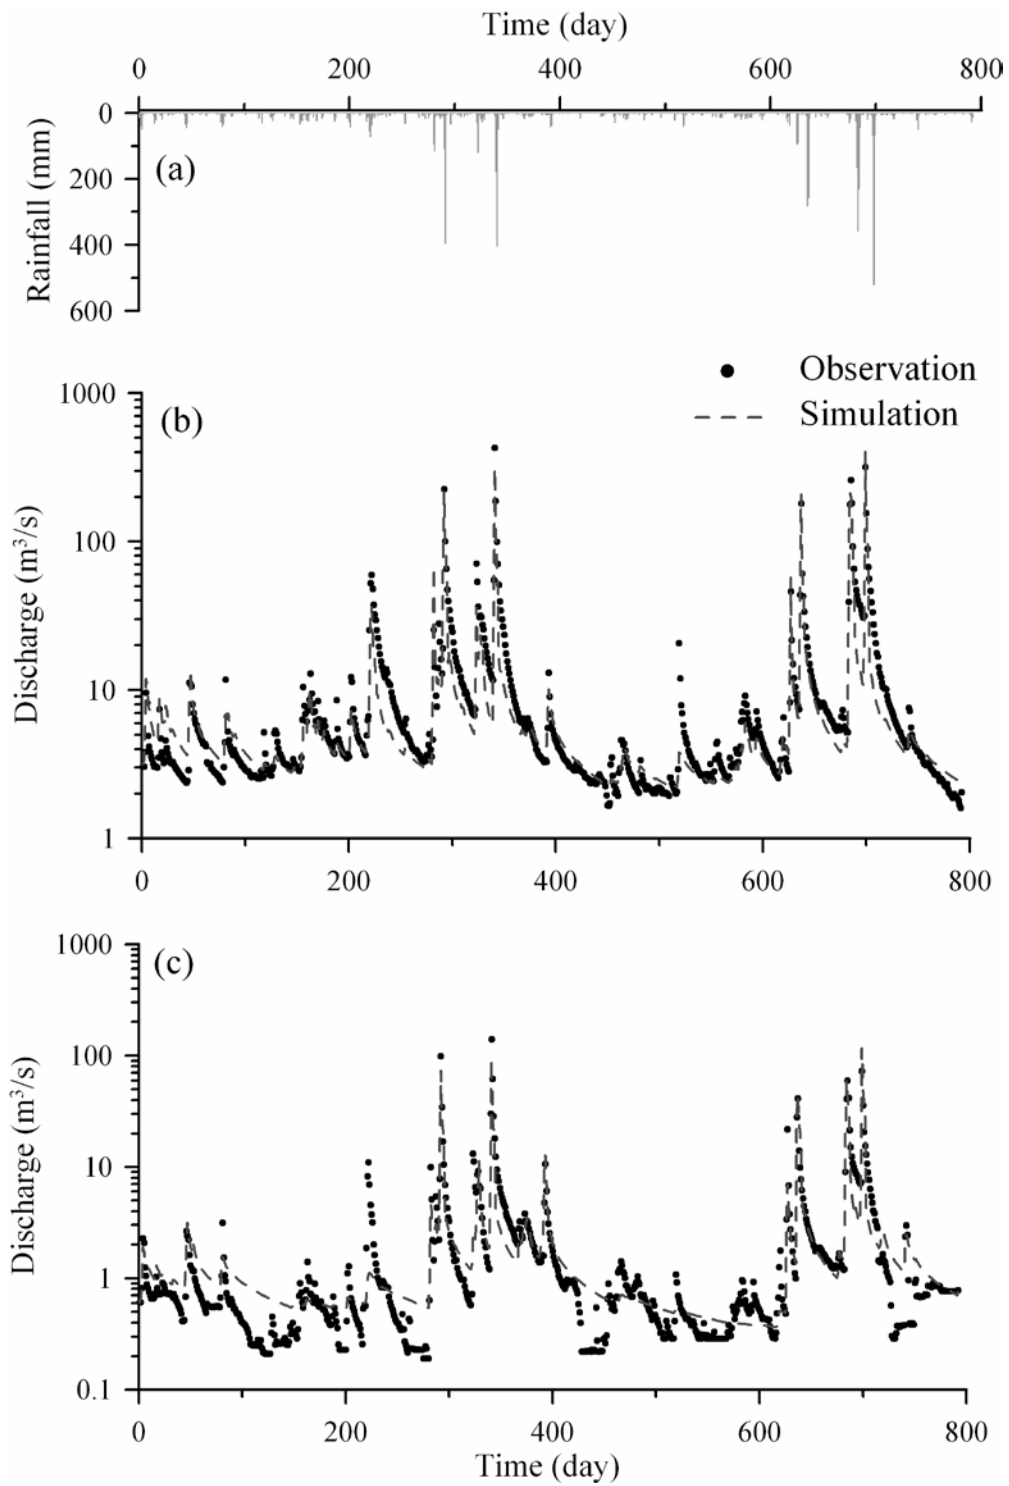 Time (day)
0 200 400 600 800
0
200
400
600
Rainfall (mm)
(a)
Observation
Simulation
1000
100
10
1
Discharge (m³/s)
(b)
0 200 400 600 800
1000
100
10
1
0.1
Discharge (m³/s)
(c)
0 200 400 600 800
Time (day)